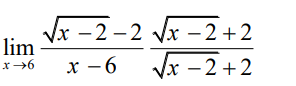 lim x→6 (√(x − 2) − 2)/(x − 6) (√(x − 2) + 2)/(√(x − 2) + 2)